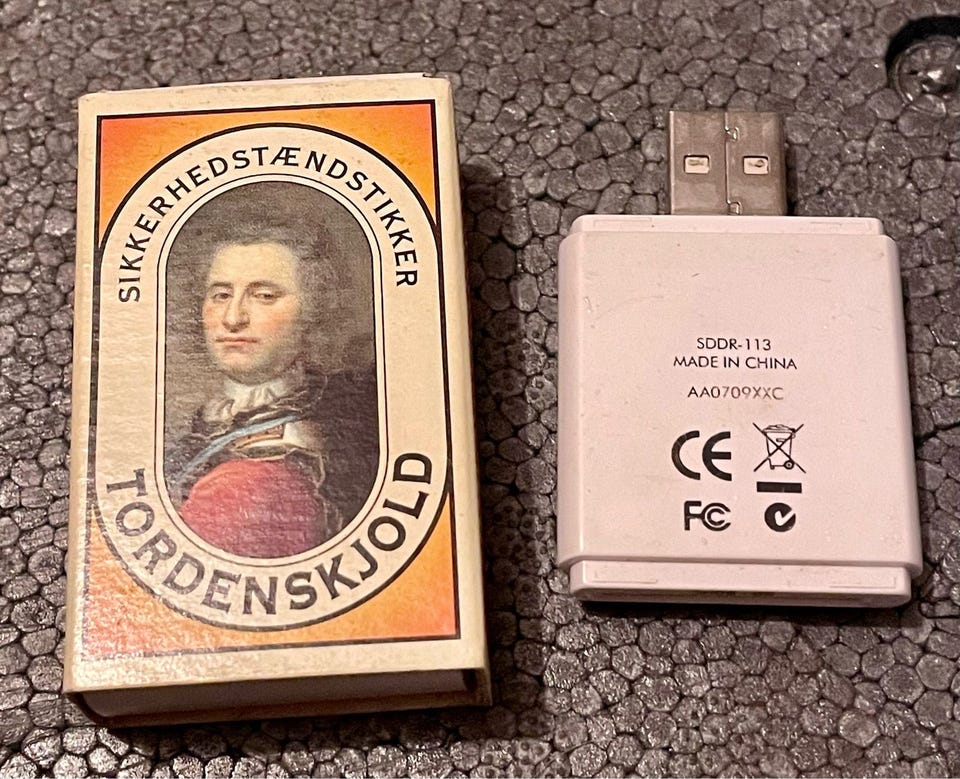 SIKKERHEDSTÆNDSTIKKER
TORDENSKJOLD
SDDR-113
MADE IN CHINA
AA0709XXC
CE
FC